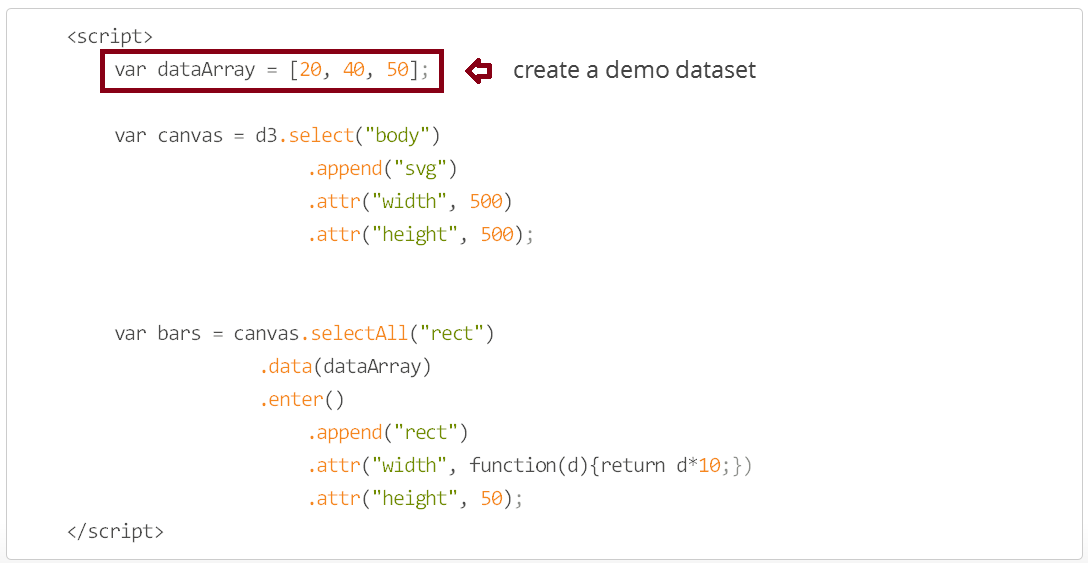 <script>
var dataArray = [20, 40, 50];
create a demo dataset
var canvas = d3.select("body")
.append("svg")
.attr("width", 500)
.attr("height", 500);
var bars = canvas.selectAll("rect")
.data(dataArray)
.enter()
.append("rect")
.attr("width", function(d){return d*10;})
.attr("height", 50);
</script>